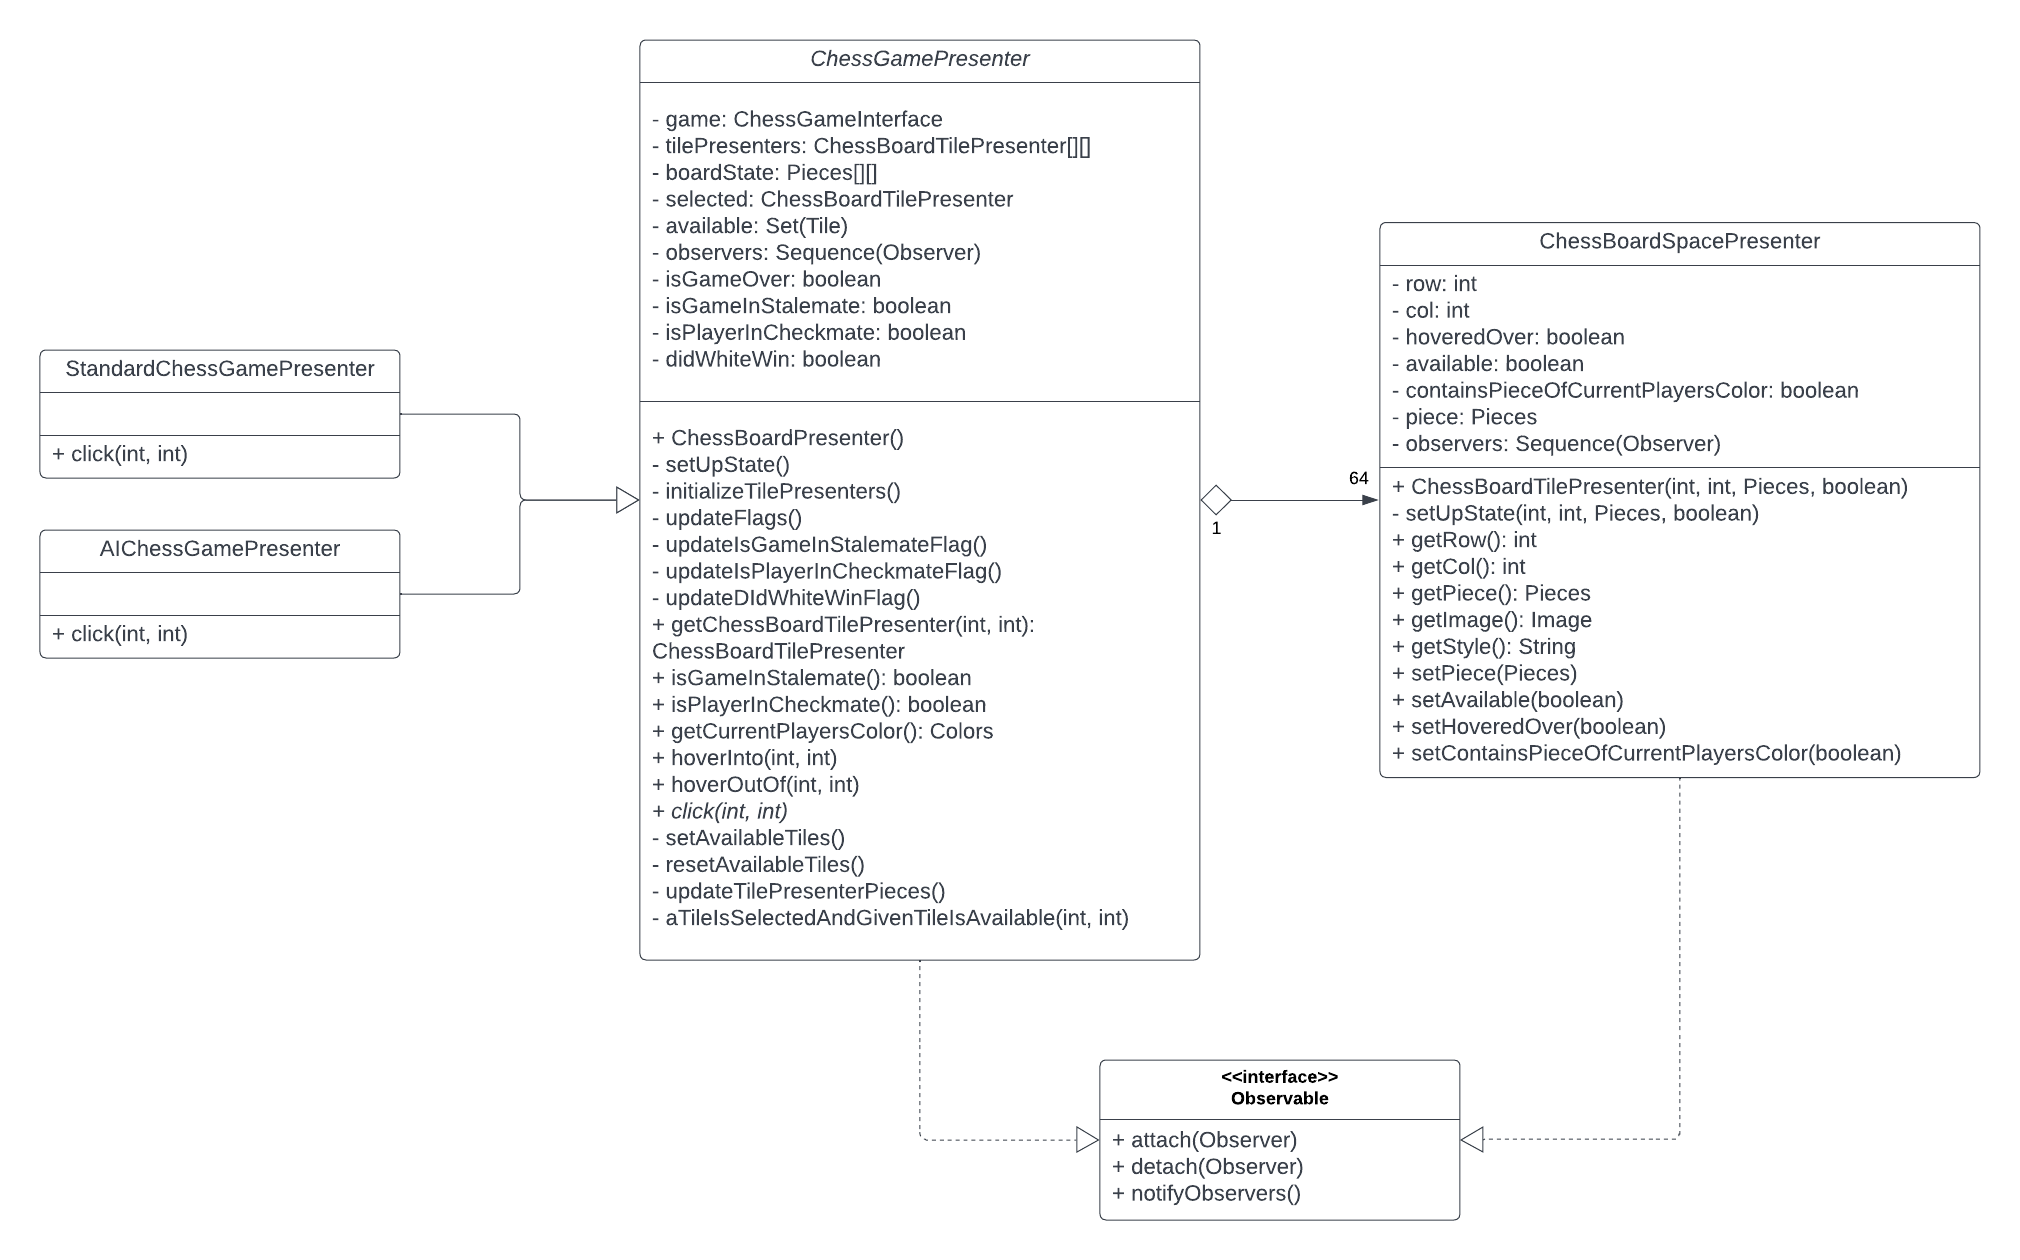 ChessGamePresenter
- game: ChessGameInterface
- tilePresenters: ChessBoardTilePresenter[][]
- boardState: Pieces[][]
- selected: ChessBoardTilePresenter
- available: Set(Tile)
- observers: Sequence(Observer)
- isGameOver: boolean
- isGameInStalemate: boolean
- isPlayerInCheckmate: boolean
- didWhiteWin: boolean
+ ChessBoardPresenter()
- setUpState()
- initializeTilePresenters()
- updateFlags()
- updateIsGameInStalemateFlag()
- updateIsPlayerInCheckmateFlag()
- updateDIdWhiteWinFlag()
+ getChessBoardTilePresenter(int, int):
ChessBoardTilePresenter
+ isGameInStalemate(): boolean
+ isPlayerInCheckmate(): boolean
+ getCurrentPlayersColor(): Colors
+ hoverInto(int, int)
+ hoverOutOf(int, int)
+ click(int, int)
- setAvailableTiles()
- resetAvailableTiles()
- updateTilePresenterPieces()
- aTileIsSelectedAndGivenTileIsAvailable(int, int)
StandardChessGamePresenter
+ click(int, int)
AIChessGamePresenter
+ click(int, int)
64
1
ChessBoardSpacePresenter
- row: int
- col: int
- hoveredOver: boolean
- available: boolean
- containsPieceOfCurrentPlayersColor: boolean
- piece: Pieces
- observers: Sequence(Observer)
+ ChessBoardTilePresenter(int, int, Pieces, boolean)
- setUpState(int, int, Pieces, boolean)
+ getRow(): int
+ getCol(): int
+ getPiece(): Pieces
+ getImage(): Image
+ getStyle(): String
+ setPiece(Pieces)
+ setAvailable(boolean)
+ setHoveredOver(boolean)
+ setContainsPieceOfCurrentPlayersColor(boolean)
<<interface>>
Observable
+ attach(Observer)
+ detach(Observer)
+ notifyObservers()